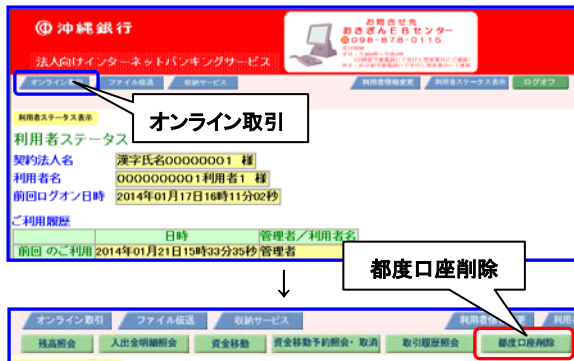 沖縄銀行
お問合せ先
おきぎんEBセンター
098-878-0115
法人向けインターネットバンキングサービス
オンライン取引 ファイル伝送 収納サービス 利用者情報変更 利用者ステータス表示 ログオフ
オンライン取引
利用者ステータス表示
利用者ステータス
契約法人名 漢字氏名00000001 様
利用者名 0000000001利用者1 様
前回ログオン日時 2014年01月17日16時11分02秒
ご利用履歴
日時 管理者/利用者名
前回 のご利用 2014年01月21日15時33分35秒 管理者
都度口座削除
↓
オンライン取引 ファイル伝送 収納サービス
残高照会 入出金明細照会 資金移動 資金移動予約照会・取消 取引履歴照会 都度口座削除